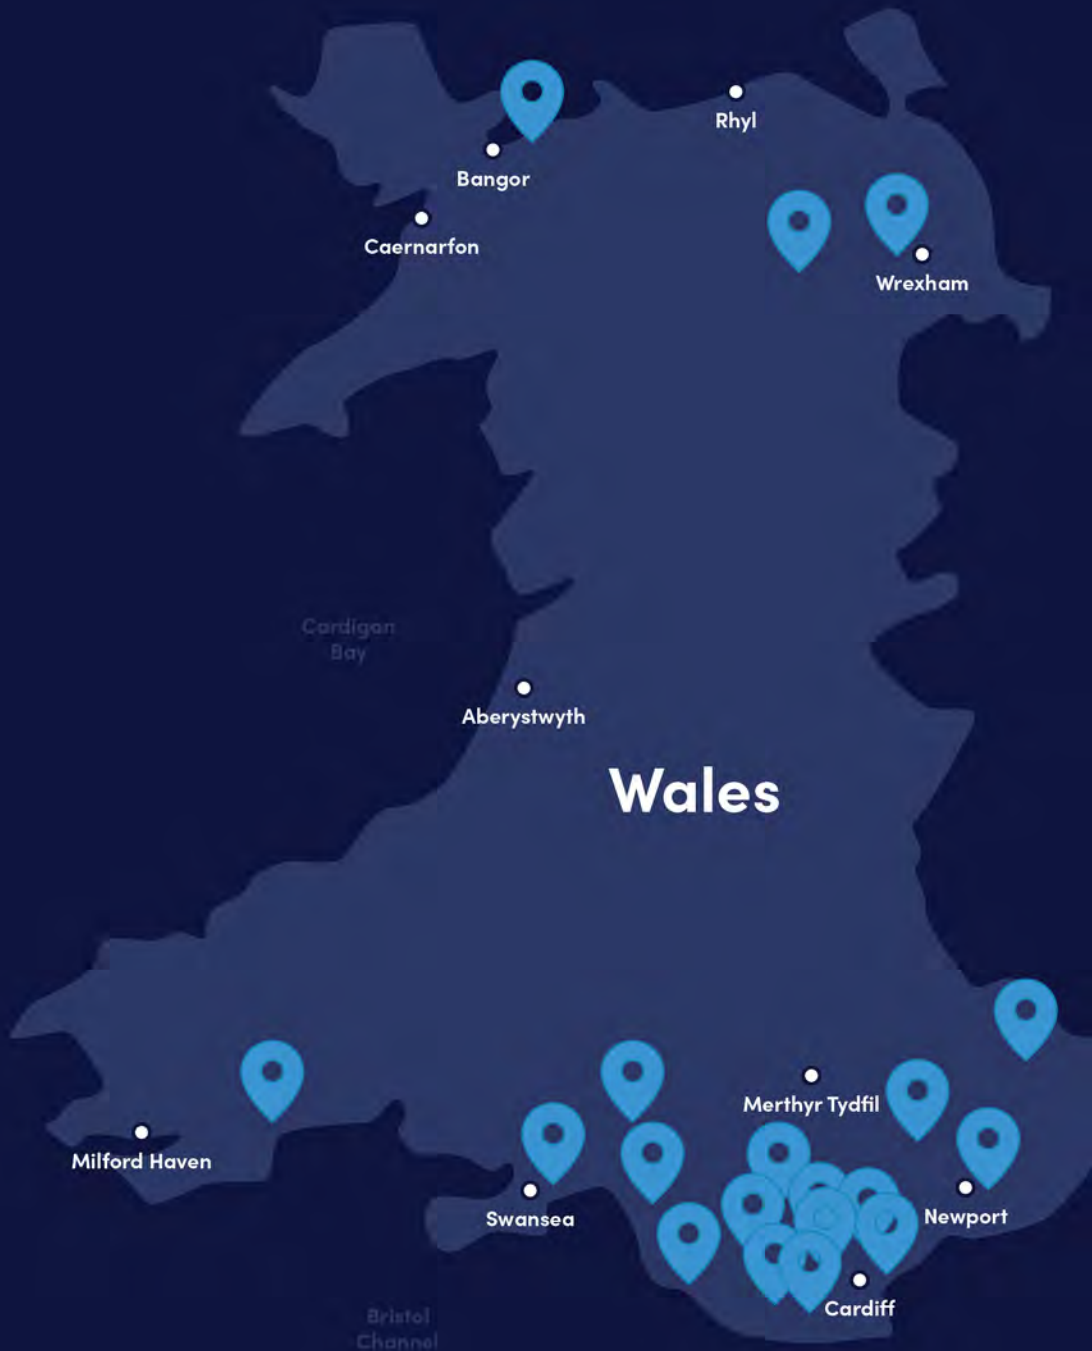 Rhyl
Bangor
Caernarfon
Wrexham
Cardigan
Bay
Aberystwyth
Wales
Merthyr Tydfil
Milford Haven
Swansea
Newport
Cardiff
Bristol
Channel